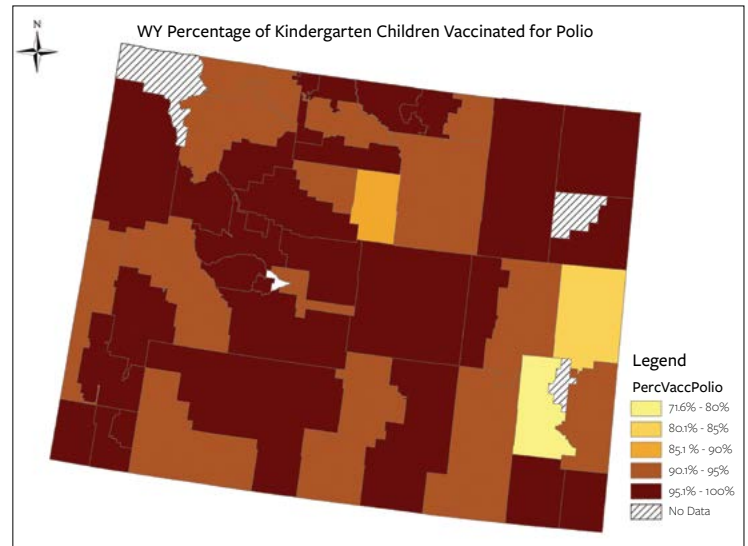 N
WY Percentage of Kindergarten Children Vaccinated for Polio
Legend
PercVaccPolio
71.6% - 80%
80.1% - 85%
85.1 % - 90%
90.1% - 95%
95.1% - 100%
No Data